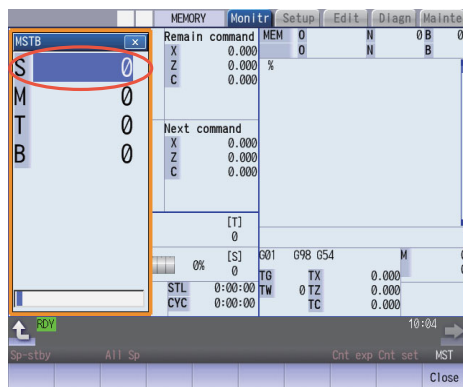 MEMORY Monitr Setup Edit Diagn Mainte
MSTB ×
S 0
M 0
T 0
B 0
Remain command
X 0.000
Z 0.000
C 0.000
Next command
X 0.000
Z 0.000
C 0.000
[T]
0
0% [S]
0
STL 0:00:00
CYC 0:00:00
MEM O N 0 B 0
O N B
%
G01 G98 G54 M
TG TX 0.000
TW 0 TZ 0.000
TC 0.000
RDY 10:04
Sp-stby All Sp Cnt exp Cnt set MST
Close